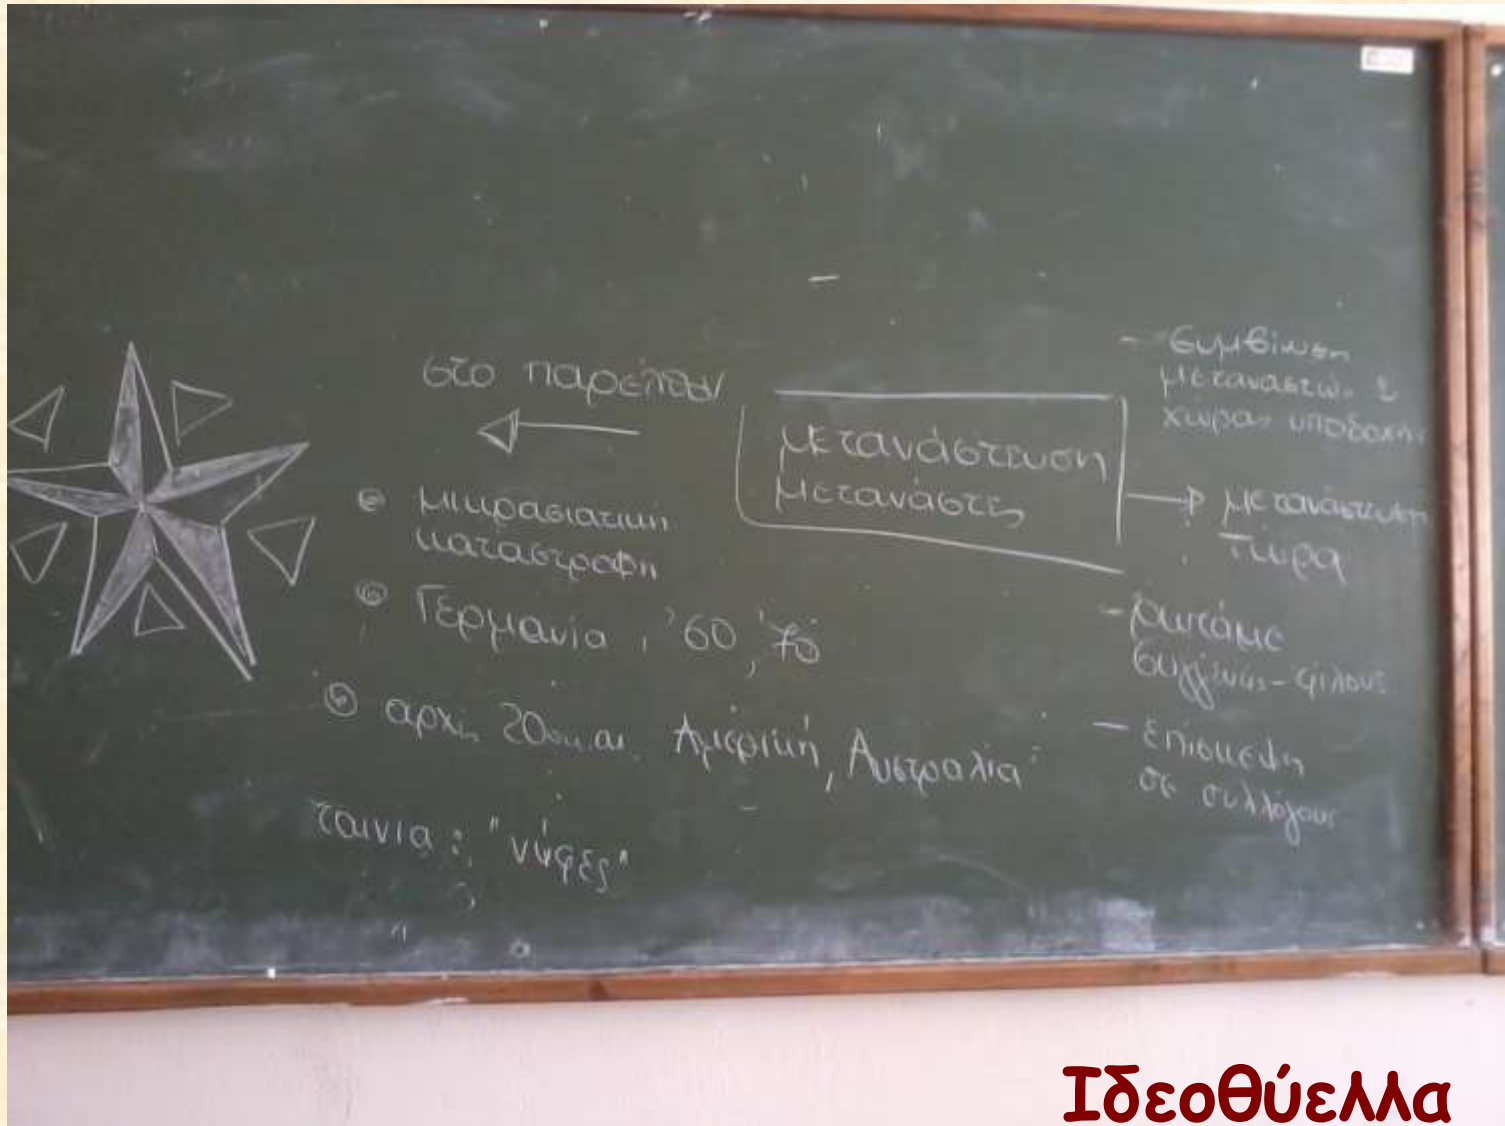 στο παρελθόν
μικρασιατική
καταστροφή
Γερμανία, '60, '70
αρχές 20ου αι. Αμερική, Αυστραλία
ταινία: "νύφες"
μετανάστευση
μετανάστες
- συμβίωση
μεταναστών &
χώρας υποδοχής
μετανάστευση
τώρα
- ρωτάμε
συγγενείς - φίλους
- επίσκεψη
σε συλλόγους
Ιδεοθύελλα